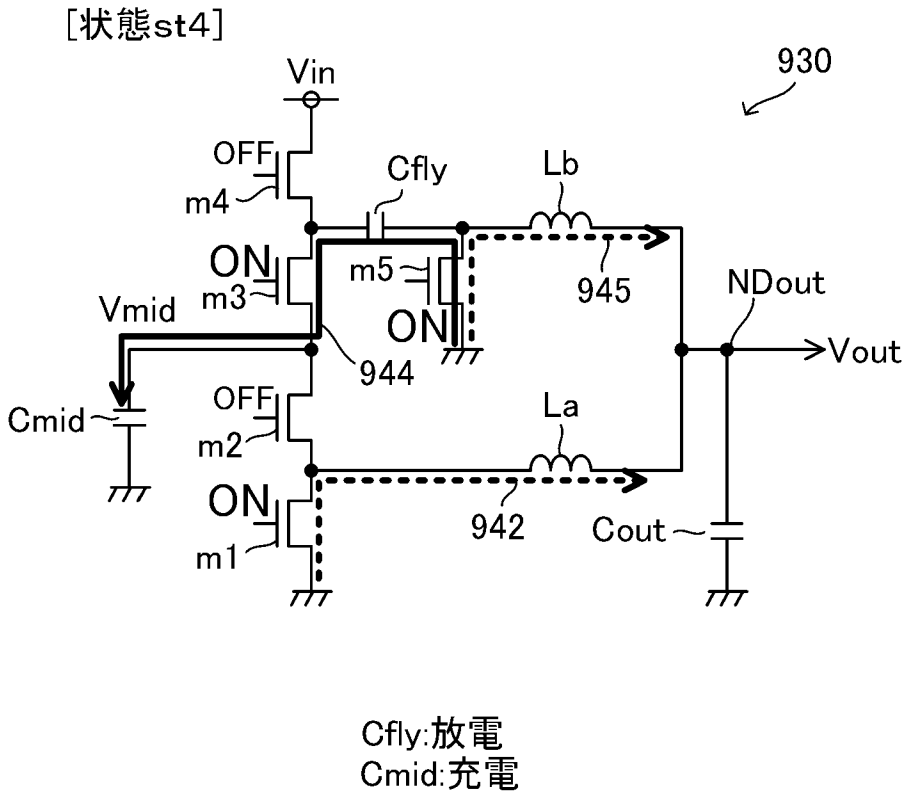 [状態st4]
Vin
930
OFF
m4
Cfly
Lb
ON
m3
m5
ON
945
NDout
Vmid
944
Vout
Cmid
OFF
m2
La
ON
m1
942
Cout
Cfly:放電
Cmid:充電